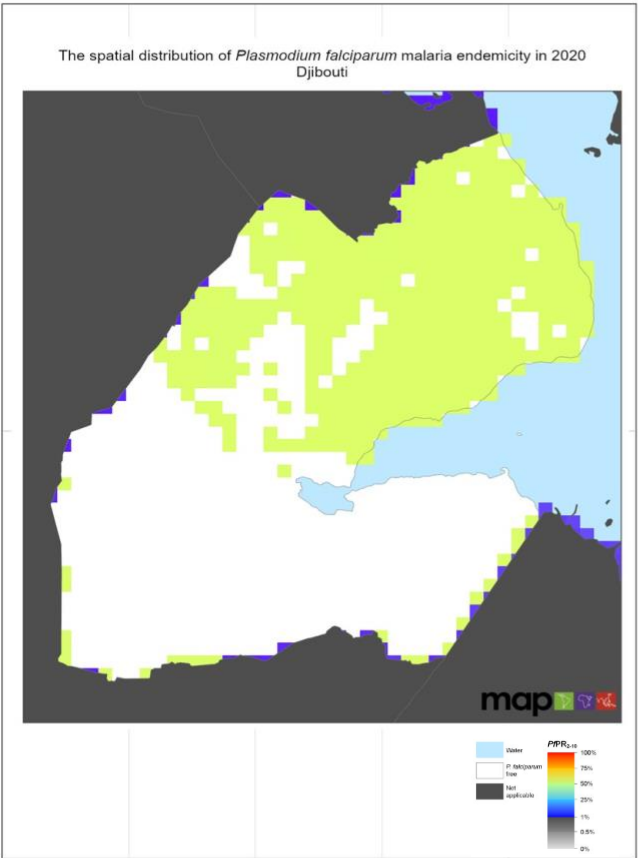 The spatial distribution of Plasmodium falciparum malaria endemicity in 2020
Djibouti
map
Water
P. falciparum
free
Not
applicable
PfPR2-10
100%
75%
50%
25%
1%
0.5%
0%